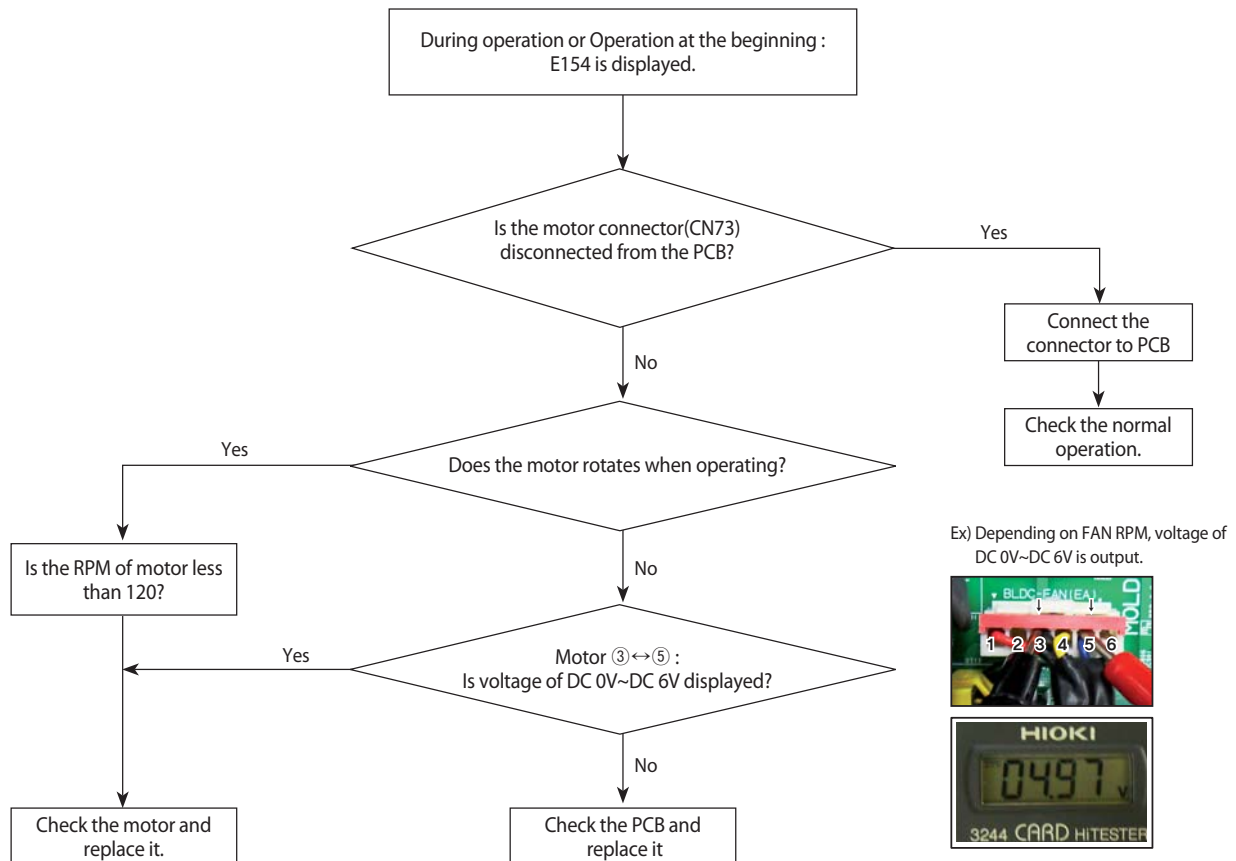 During operation or Operation at the beginning :
E154 is displayed.
Is the motor connector(CN73)
disconnected from the PCB?
Yes
Connect the
connector to PCB
No
Check the normal
operation.
Yes
Does the motor rotates when operating?
Ex) Depending on FAN RPM, voltage of
DC 0V~DC 6V is output.
Is the RPM of motor less
than 120?
No
BLDC-FAN(EA)
MOLD
1 2 3 4 5 6
Yes
Motor ③↔⑤ :
Is voltage of DC 0V~DC 6V displayed?
HIOKI
04.97 v
3244 CARD HiTESTER
No
Check the motor and
replace it.
Check the PCB and
replace it